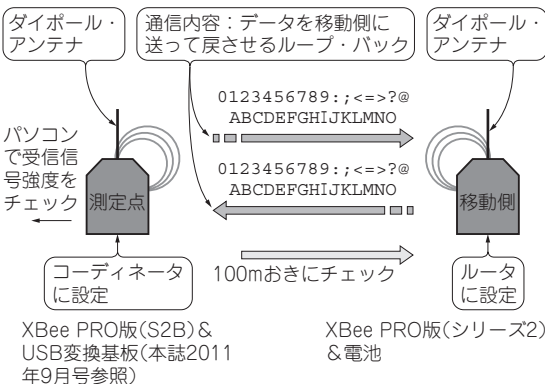 ダイポール・
アンテナ
通信内容:データを移動側に
送って戻させるループ・バック
ダイポール・
アンテナ
0123456789:;<=>?@
ABCDEFGHIJKLMNO
パソコン
で受信信
号強度を
チェック
測定点
0123456789:;<=>?@
ABCDEFGHIJKLMNO
移動側
コーディネータ
に設定
100mおきにチェック
ルータ
に設定
XBee PRO版(S2B)&
USB変換基板(本誌2011
年9月号参照)
XBee PRO版(シリーズ2)
&電池